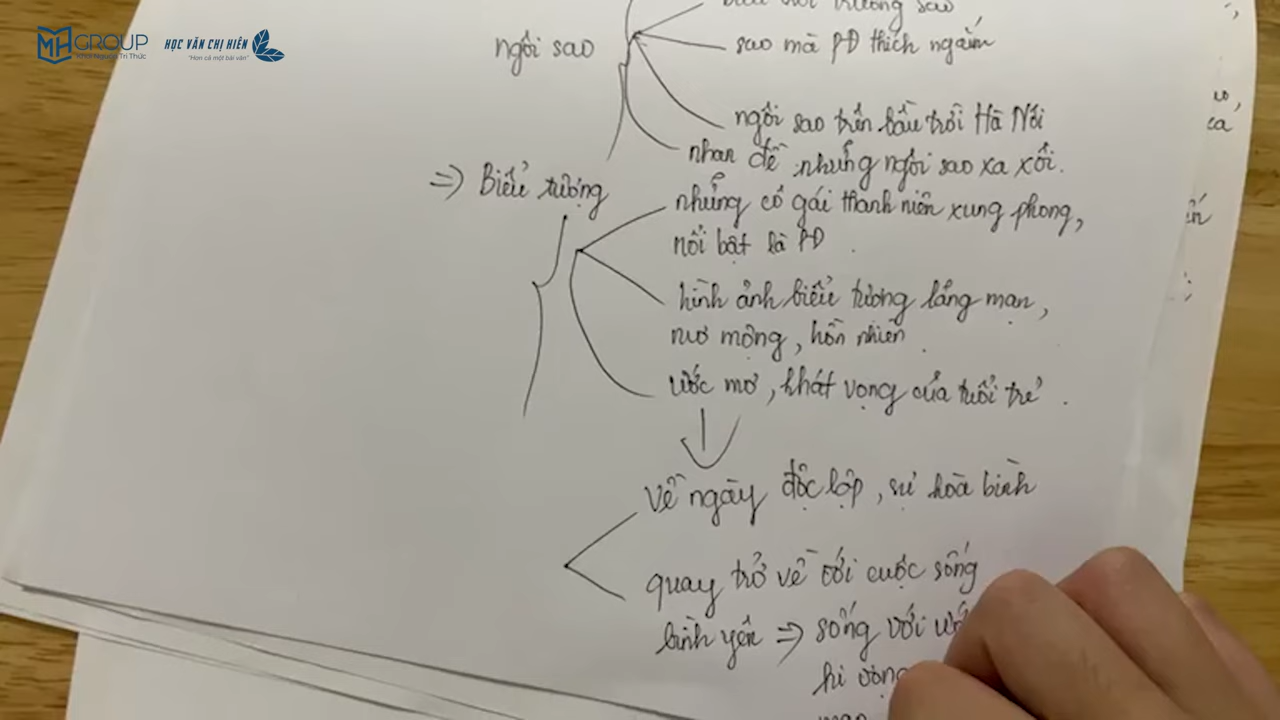 MH GROUP
HỌC VĂN CHỊ HIÊN
"Hơn cả một bài văn"
sao mà PĐ thích ngắm
ngôi sao
ngôi sao trên bầu trời Hà Nội
nhan đề những ngôi sao xa xôi.
=> Biểu tượng
những cô gái thanh niên xung phong,
nổi bật là PĐ.
hình ảnh biểu tượng lãng mạn,
mơ mộng, hồn nhiên.
ước mơ, khát vọng của tuổi trẻ.
về ngày độc lập, sự hoà bình
quay trở về với cuộc sống
bình yên => sống với
hi vọng